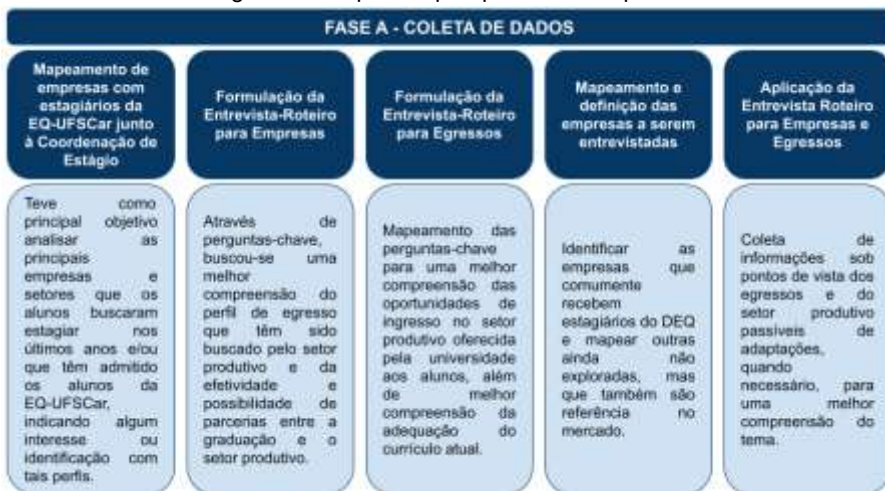 FASE A - COLETA DE DADOS
Mapeamento de
empresas com
estagiários da
EQ-UFSCar junto
à Coordenação de
Estágio
Formulação da
Entrevista-Roteiro
para Empresas
Formulação da
Entrevista-Roteiro
para Egressos
Mapeamento e
definição das
empresas a serem
entrevistadas
Aplicação da
Entrevista Roteiro
para Empresas e
Egressos
Teve como
principal objetivo
analisar as
principais
empresas e
setores que os
alunos buscaram
estagiar nos
últimos anos e/ou
que têm admitido
os alunos da
EQ-UFSCar,
indicando algum
interesse ou
identificação com
tais perfis.
Através de
perguntas-chave,
buscou-se uma
melhor
compreensão do
perfil de egresso
que têm sido
buscado pelo setor
produtivo e da
efetividade e
possibilidade de
parcerias entre a
graduação e o
setor produtivo.
Mapeamento das
perguntas-chave
para uma melhor
compreensão das
oportunidades de
ingresso no setor
produtivo oferecida
pela universidade
aos alunos, além
de melhor
compreensão da
adequação do
currículo atual.
Identificar as
empresas que
comumente
recebem
estagiários do DEQ
e mapear outras
ainda não
exploradas, mas
que também são
referência no
mercado.
Coleta de
informações sob
pontos de vista dos
egressos e do
setor produtivo
passíveis de
adaptações,
quando
necessário, para
uma melhor
compreensão do
tema.